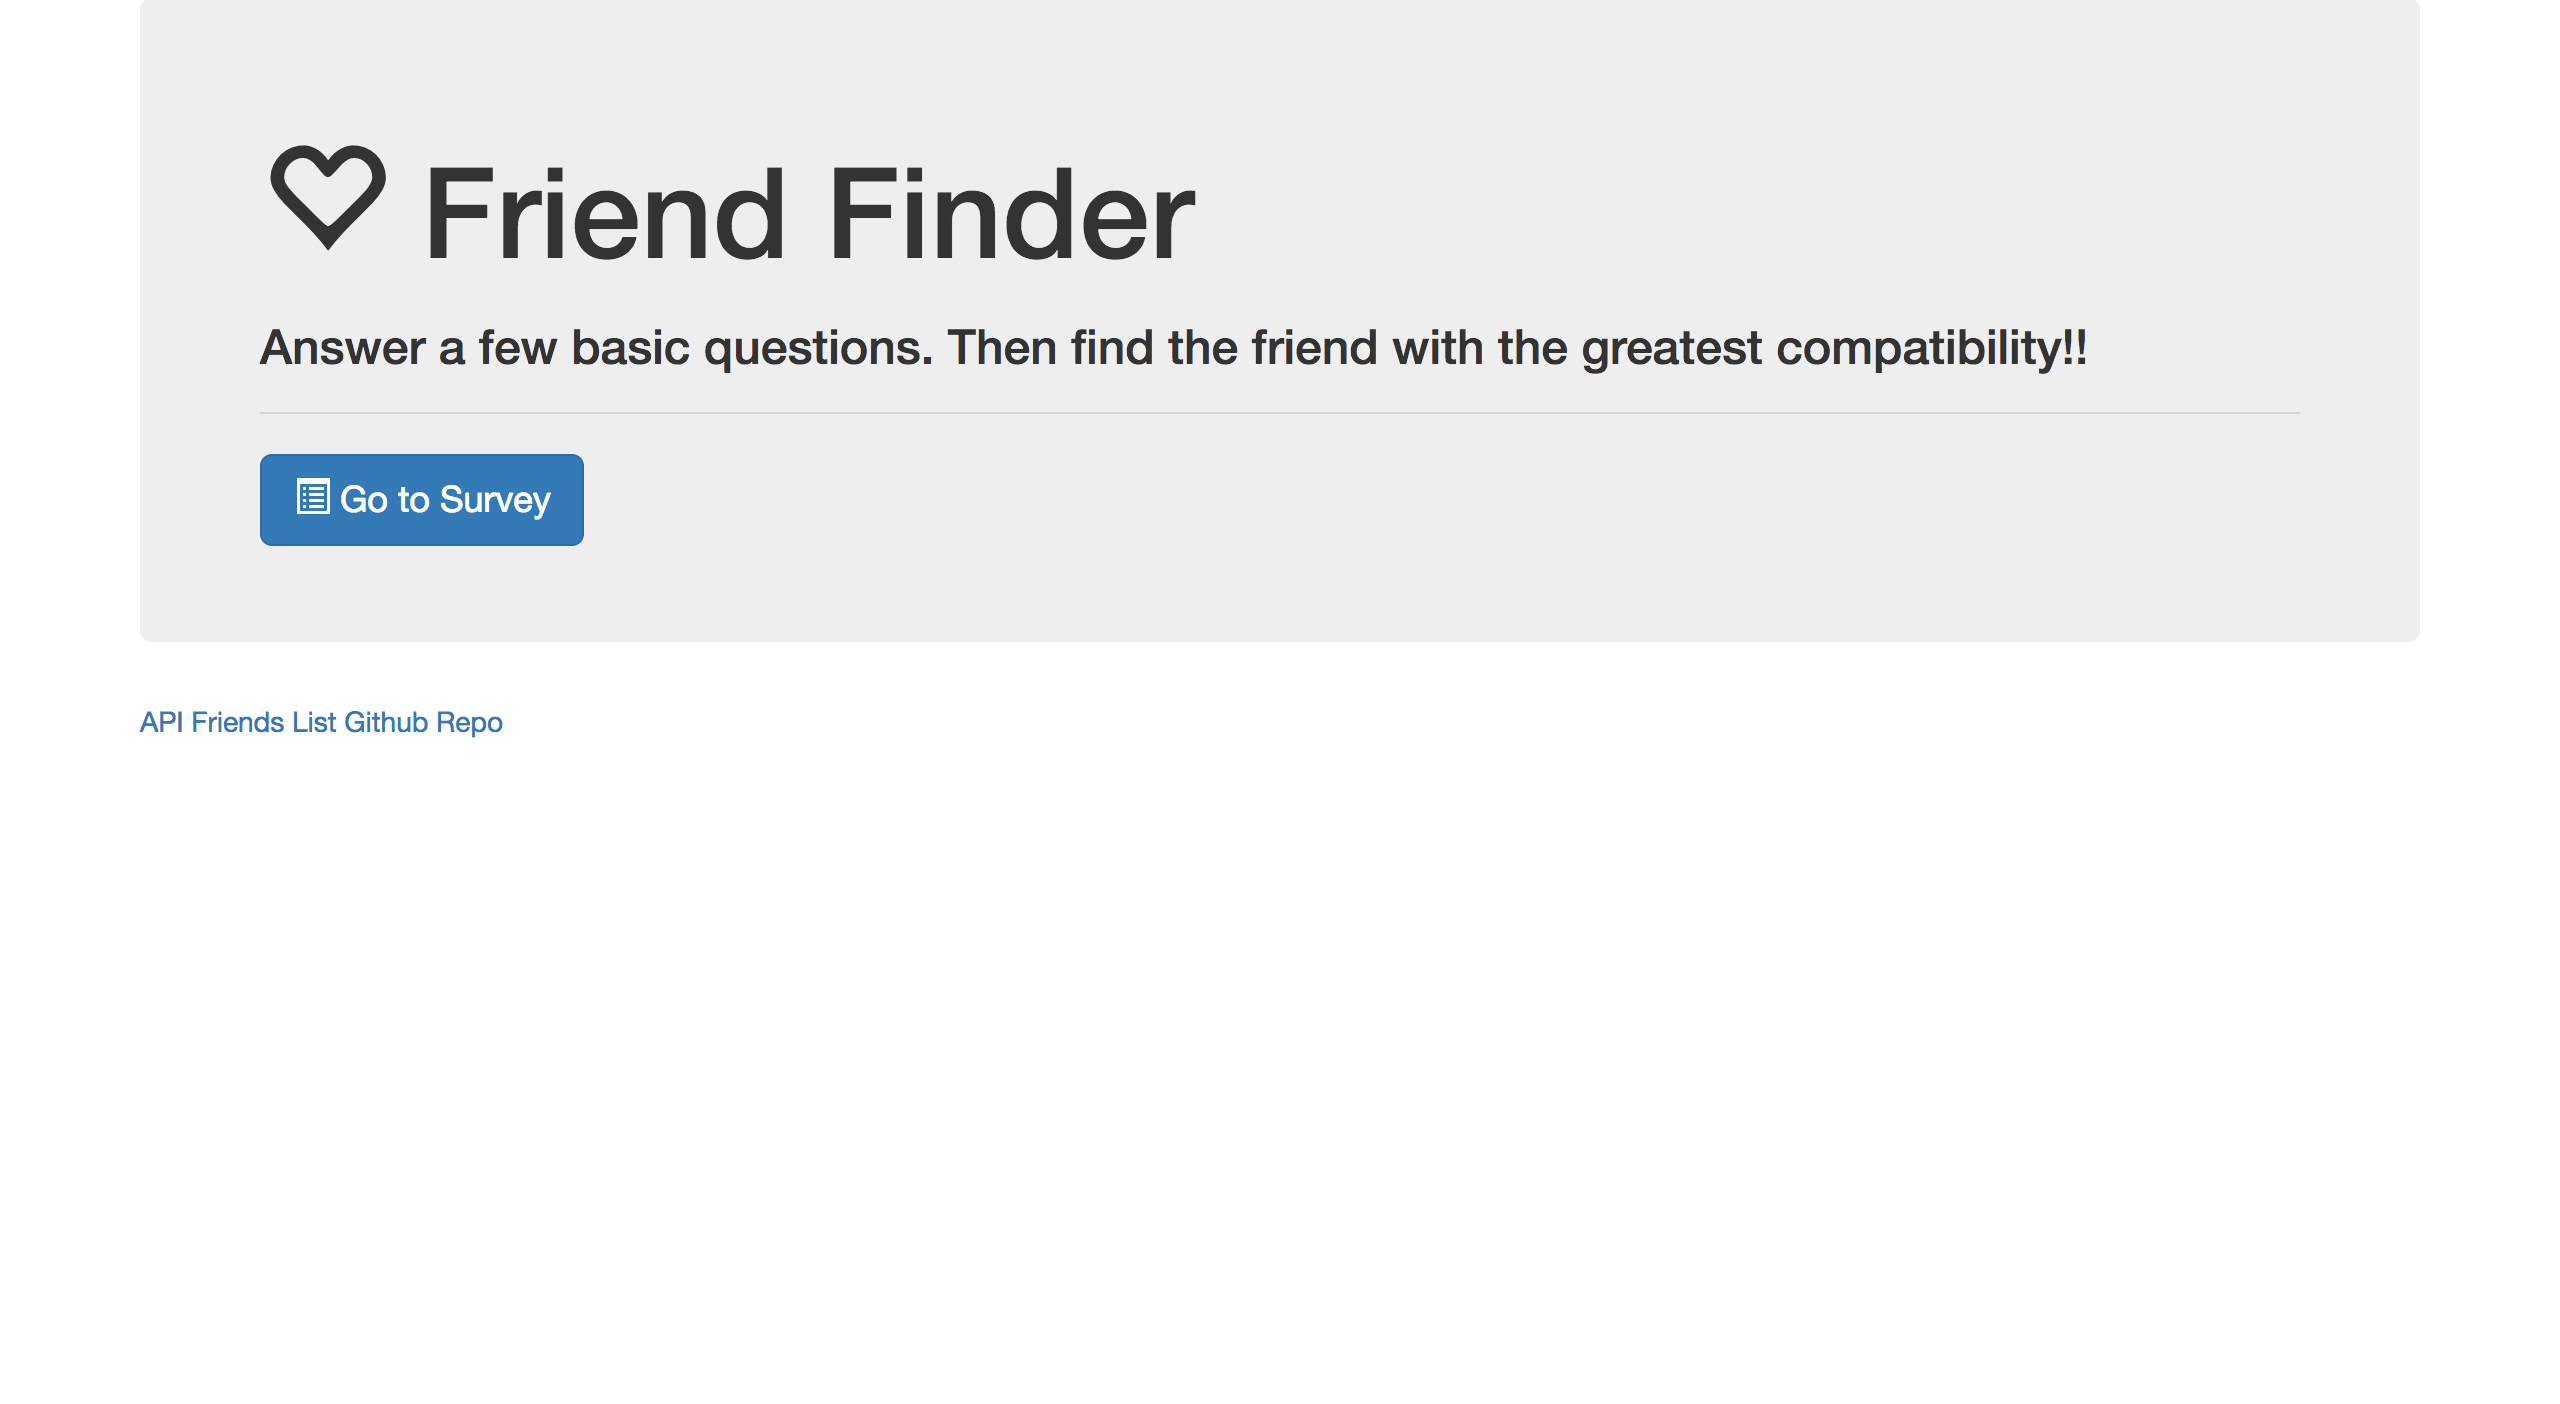 Friend Finder
Answer a few basic questions. Then find the friend with the greatest compatibility!!
Go to Survey
API Friends List Github Repo